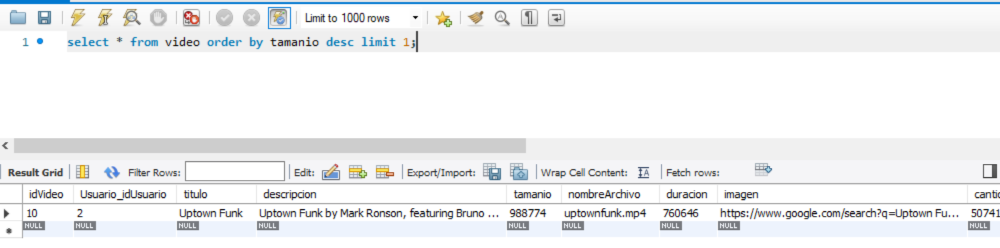 Limit to 1000 rows
1 select * from video order by tamanio desc limit 1;
Result Grid Filter Rows: Edit: Export/Import: Wrap Cell Content: Fetch rows:
idVideo Usuario_idUsuario titulo descripcion tamanio nombreArchivo duracion imagen cantic
10 2 Uptown Funk Uptown Funk by Mark Ronson, featuring Bruno ... 988774 uptownfunk.mp4 760646 https://www.google.com/search?q=Uptown Fu... 50741
NULL NULL NULL NULL NULL NULL NULL NULL NULL